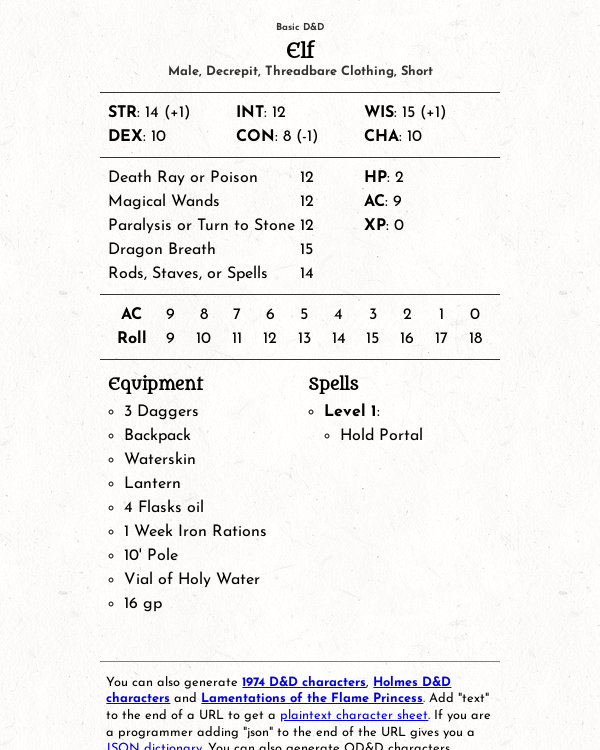 Basic D&D
Elf
Male, Decrepit, Threadbare Clothing, Short
STR: 14 (+1) INT: 12 WIS: 15 (+1)
DEX: 10 CON: 8 (-1) CHA: 10
Death Ray or Poison 12 HP: 2
Magical Wands 12 AC: 9
Paralysis or Turn to Stone 12 XP: 0
Dragon Breath 15
Rods, Staves, or Spells 14
AC 9 8 7 6 5 4 3 2 1 0
Roll 9 10 11 12 13 14 15 16 17 18
Equipment
3 Daggers
Backpack
Waterskin
Lantern
4 Flasks oil
1 Week Iron Rations
10' Pole
Vial of Holy Water
16 gp
Spells
Level 1:
Hold Portal
You can also generate 1974 D&D characters, Holmes D&D
characters and Lamentations of the Flame Princess. Add "text"
to the end of a URL to get a plaintext character sheet. If you are
a programmer adding "json" to the end of the URL gives you a
JSON dictionary. You can also generate OD&D characters